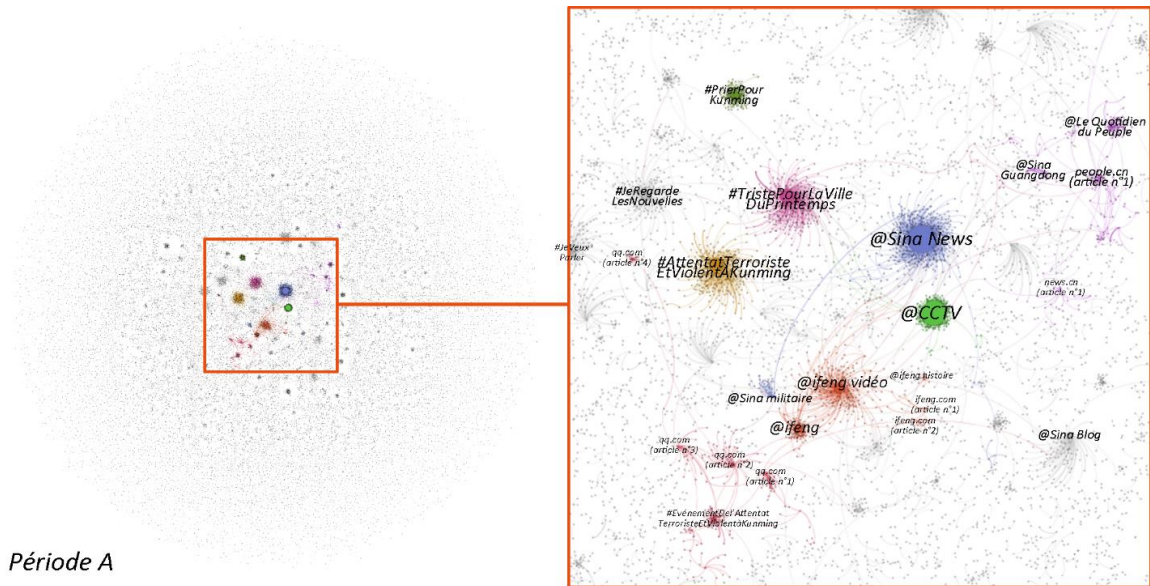 #PrierPour
Kunming
@Le Quotidien
du Peuple
@Sina
Guangdong
people.cn
(article n°1)
#JeRegarde
LesNouvelles
#TristePourLaVille
DuPrintemps
@Sina News
#JeVeux
Parler
qq.com
(article n°4)
#AttentatTerroriste
EtViolentÀKunming
news.cn
(article n°1)
@CCTV
@ifeng vidéo
@ifeng histoire
@Sina militaire
ifeng.com
(article n°1)
@Ifeng
ifeng.com
(article n°2)
@Sina Blog
qq.com
(article n°3)
qq.com
(article n°2)
qq.com
(article n°1)
#EvénementDel'Attentat
TerroristeEtViolentàKunming
Période A